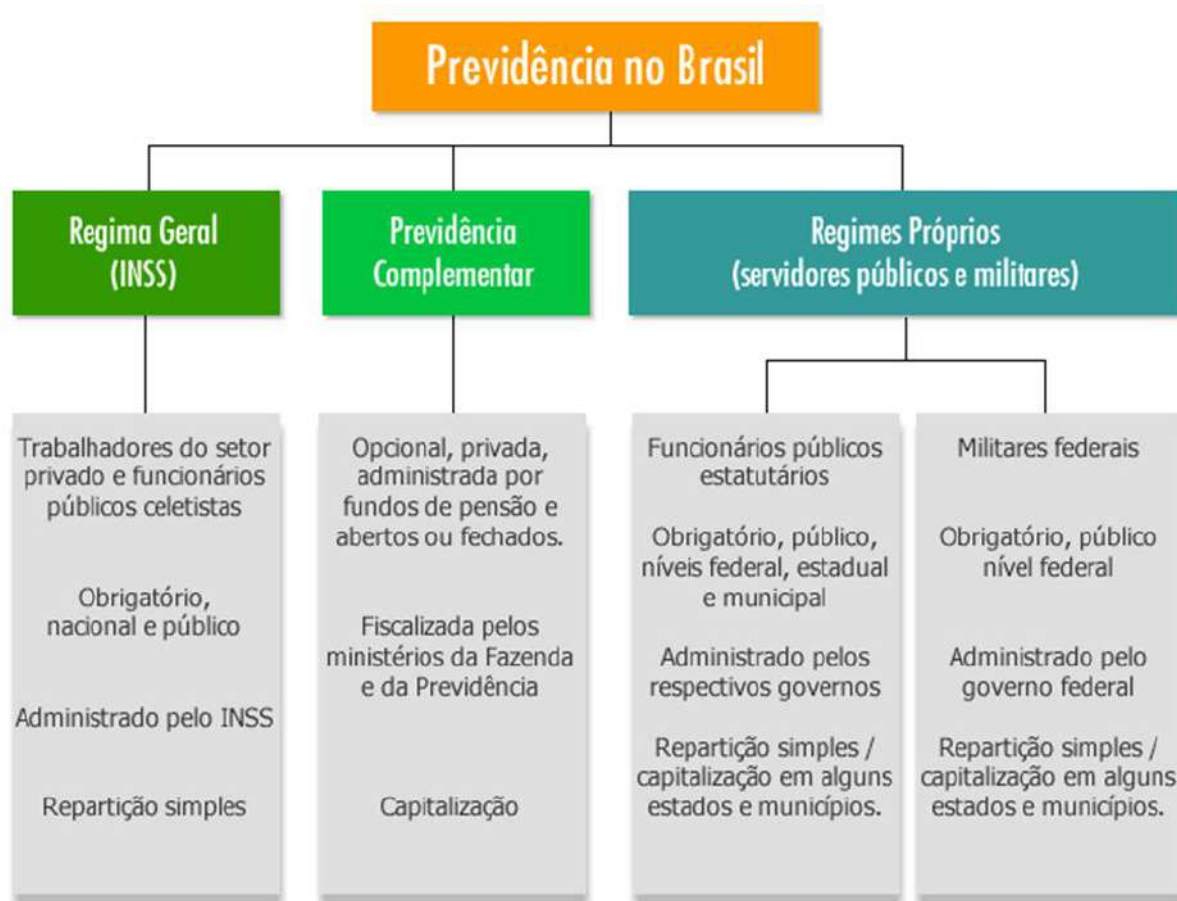 Previdência no Brasil
Regima Geral
(INSS)
Previdência
Complementar
Regimes Próprios
(servidores públicos e militares)
Trabalhadores do setor
privado e funcionários
públicos celetistas
Obrigatório,
nacional e público
Administrado pelo INSS
Repartição simples
Opcional, privada,
administrada por
fundos de pensão e
abertos ou fechados.
Fiscalizada pelos
ministérios da Fazenda
e da Previdência
Capitalização
Funcionários públicos
estatutários
Obrigatório, público,
níveis federal, estadual
e municipal
Administrado pelos
respectivos governos
Repartição simples /
capitalização em alguns
estados e municípios.
Militares federais
Obrigatório, público
nível federal
Administrado pelo
governo federal
Repartição simples /
capitalização em alguns
estados e municípios.